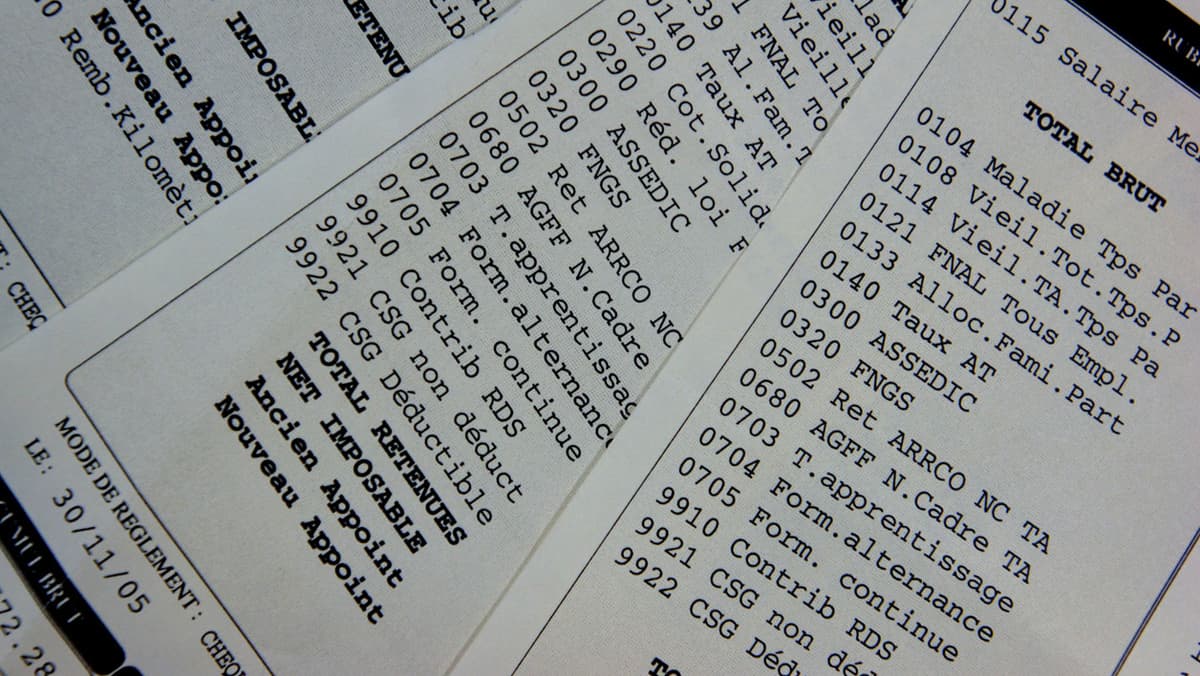 IMPOSABL
Ancien Appoi
Nouveau Appo
Remb.Kilomèt
CHEQ
0140 Taux AT
0220 Cot.Solid
0290 Réd. loi F
0300 ASSEDIC
0320 FNGS
0502 Ret ARRCO NC
0680 AGFF N.Cadre
0703 T.apprentissag
0704 Form.alternanc
0705 Form. continue
9910 Contrib RDS
9921 CSG non déduct
9922 CSG Déductible
TOTAL RETENUES
NET IMPOSABLE
Ancien Appoint
Nouveau Appoint
MODE DE REGLEMENT : CHEQU
LE : 30/11/05
72.28
0115 Salaire Me
TOTAL BRUT
0104 Maladie Tps Par
0108 Vieil.Tot.Tps.P
0114 Vieil.TA.Tps Pa
0121 FNAL Tous Empl.
0133 Alloc.Fami.Part
0140 Taux AT
0300 ASSEDIC
0320 FNGS
0502 Ret ARRCO NC TA
0680 AGFF N.Cadre TA
0703 T.apprentissage
0704 Form.alternance
0705 Form. continue
9910 Contrib RDS
9921 CSG non déd
9922 CSG Dédu